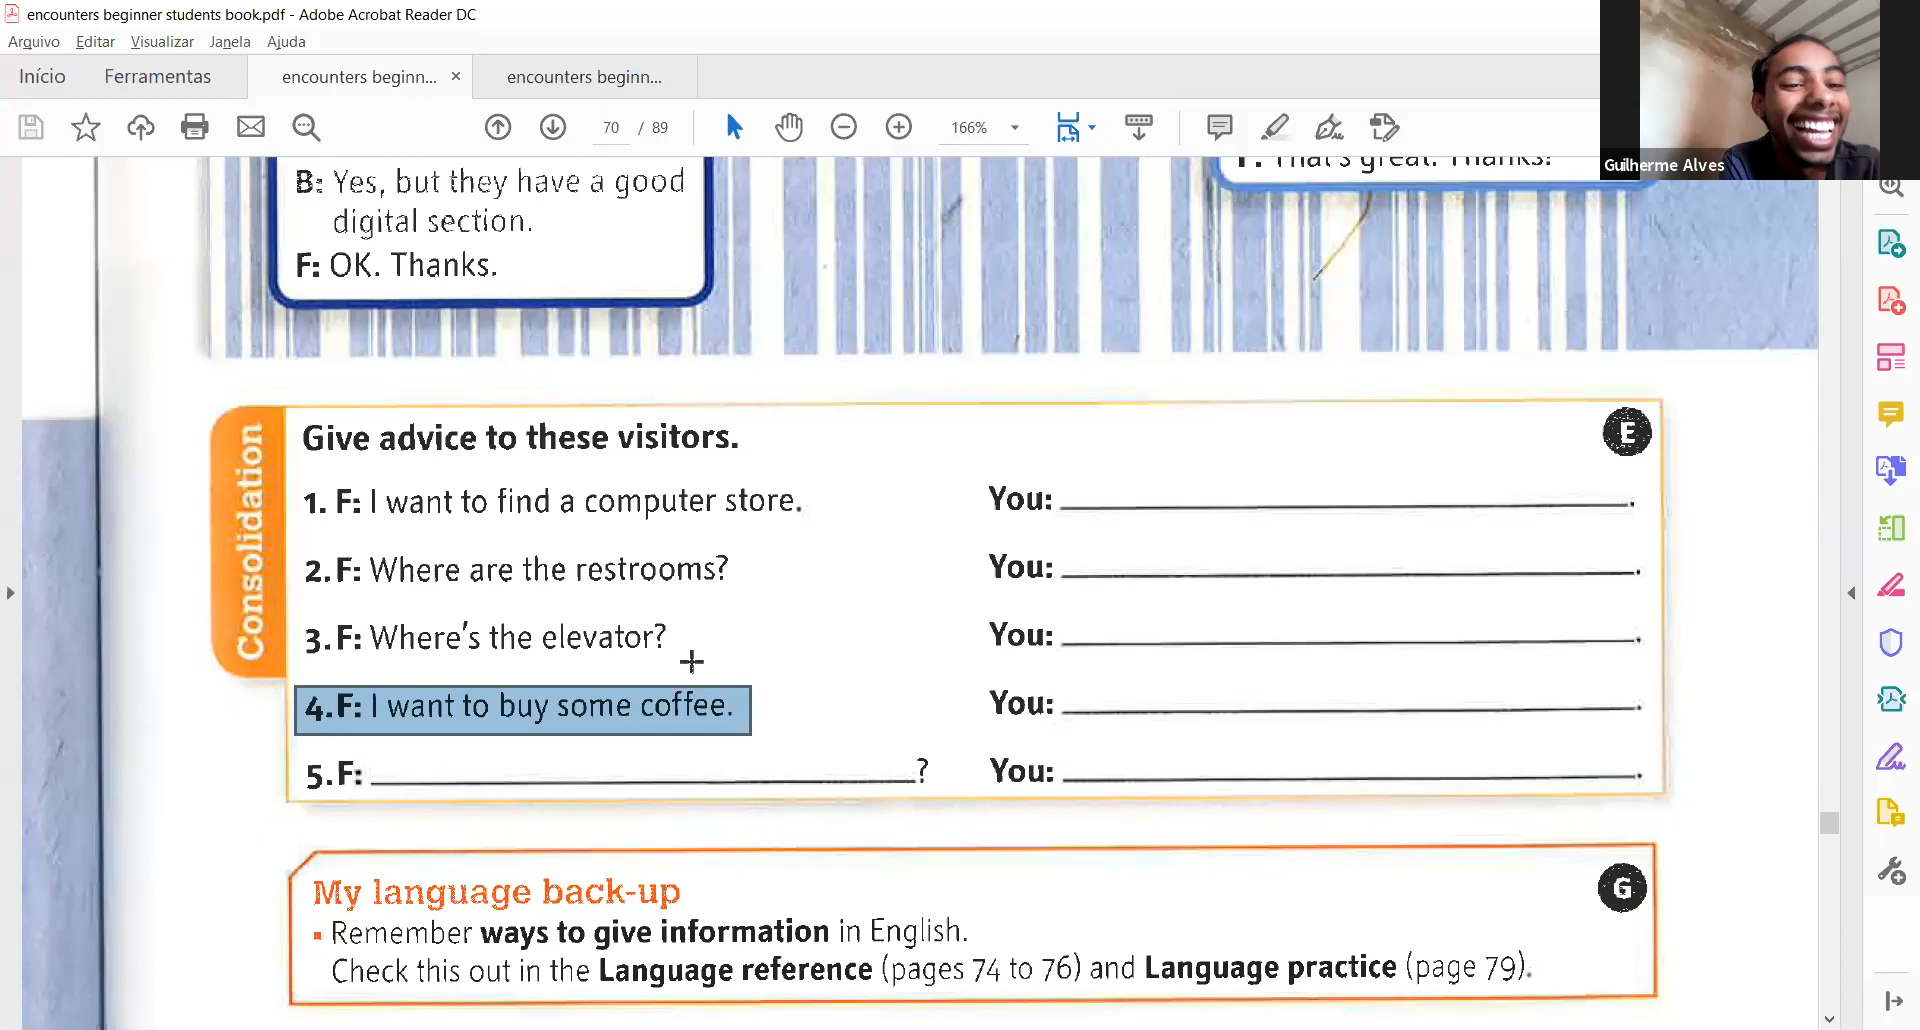 encounters beginner students book.pdf - Adobe Acrobat Reader DC
Arquivo Editar Visualizar Janela Ajuda
Início Ferramentas encounters beginn... × encounters beginn...
70 / 89 166%
Guilherme Alves
B: Yes, but they have a good
digital section.
F: OK. Thanks.
F: That's great. Thanks!
Consolidation
Give advice to these visitors. E
1. F: I want to find a computer store. You: .
2. F: Where are the restrooms? You: .
3. F: Where's the elevator? You: .
4. F: I want to buy some coffee. You: .
5. F: ? You: .
My language back-up G
▪ Remember ways to give information in English.
Check this out in the Language reference (pages 74 to 76) and Language practice (page 79).